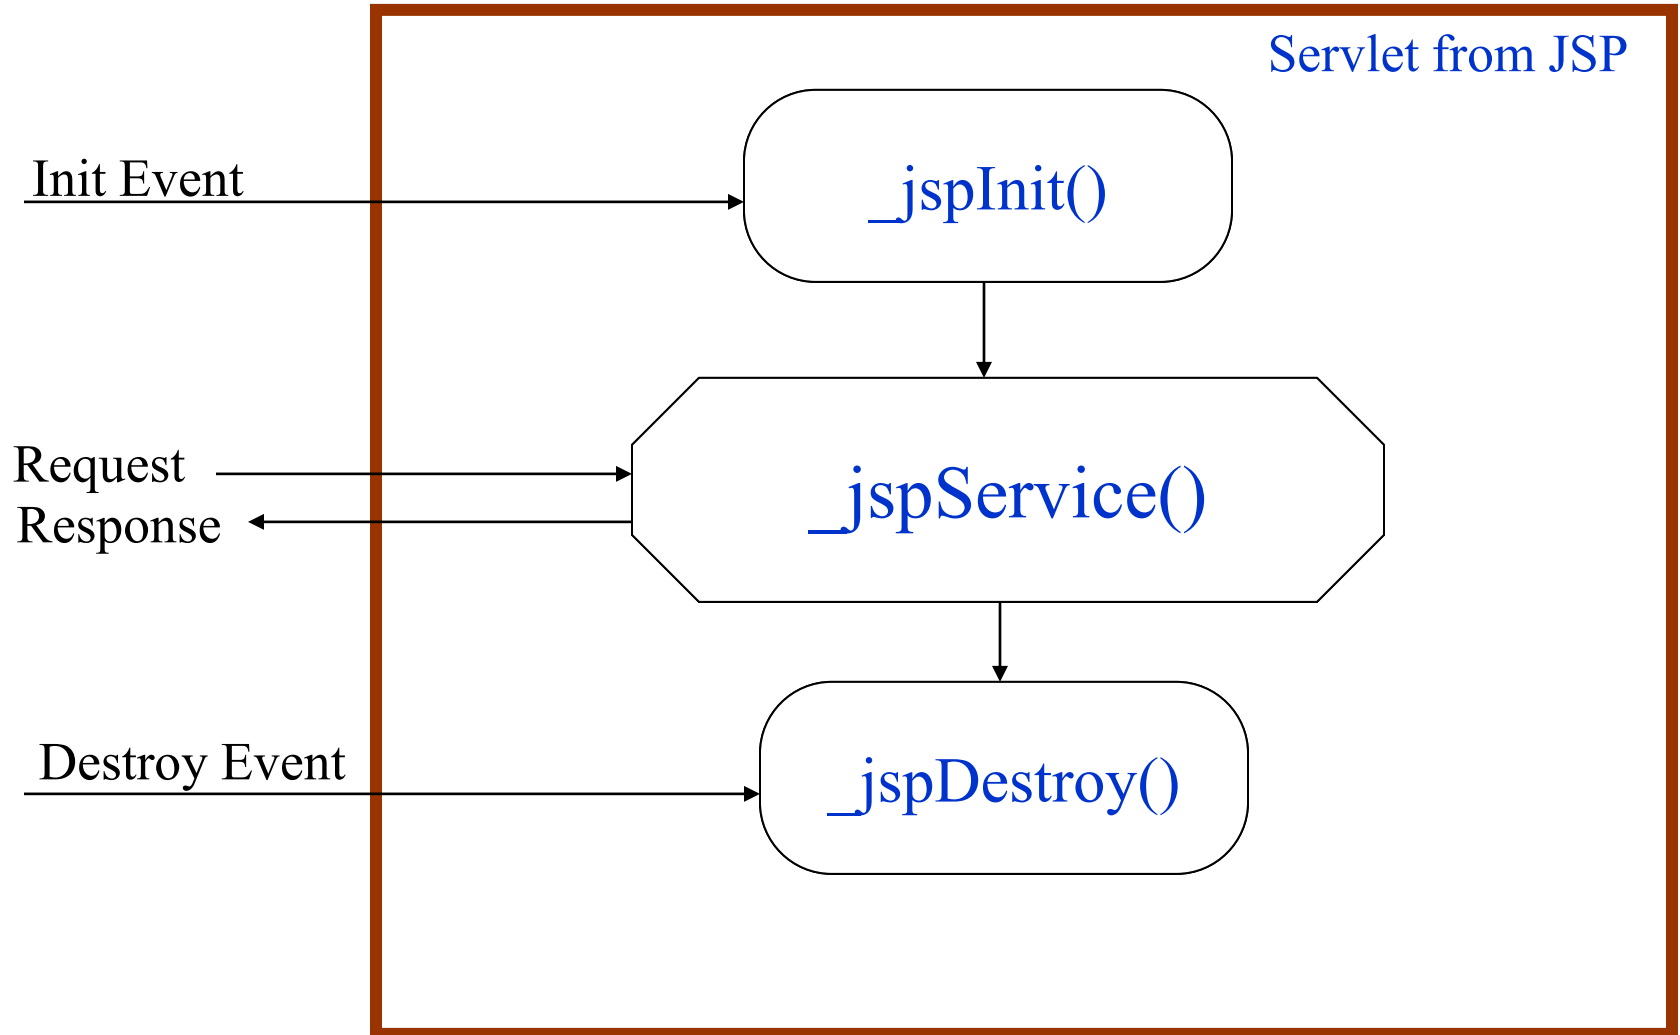 Servlet from JSP
Init Event
_jspInit()
Request
Response
_jspService()
Destroy Event
_jspDestroy()